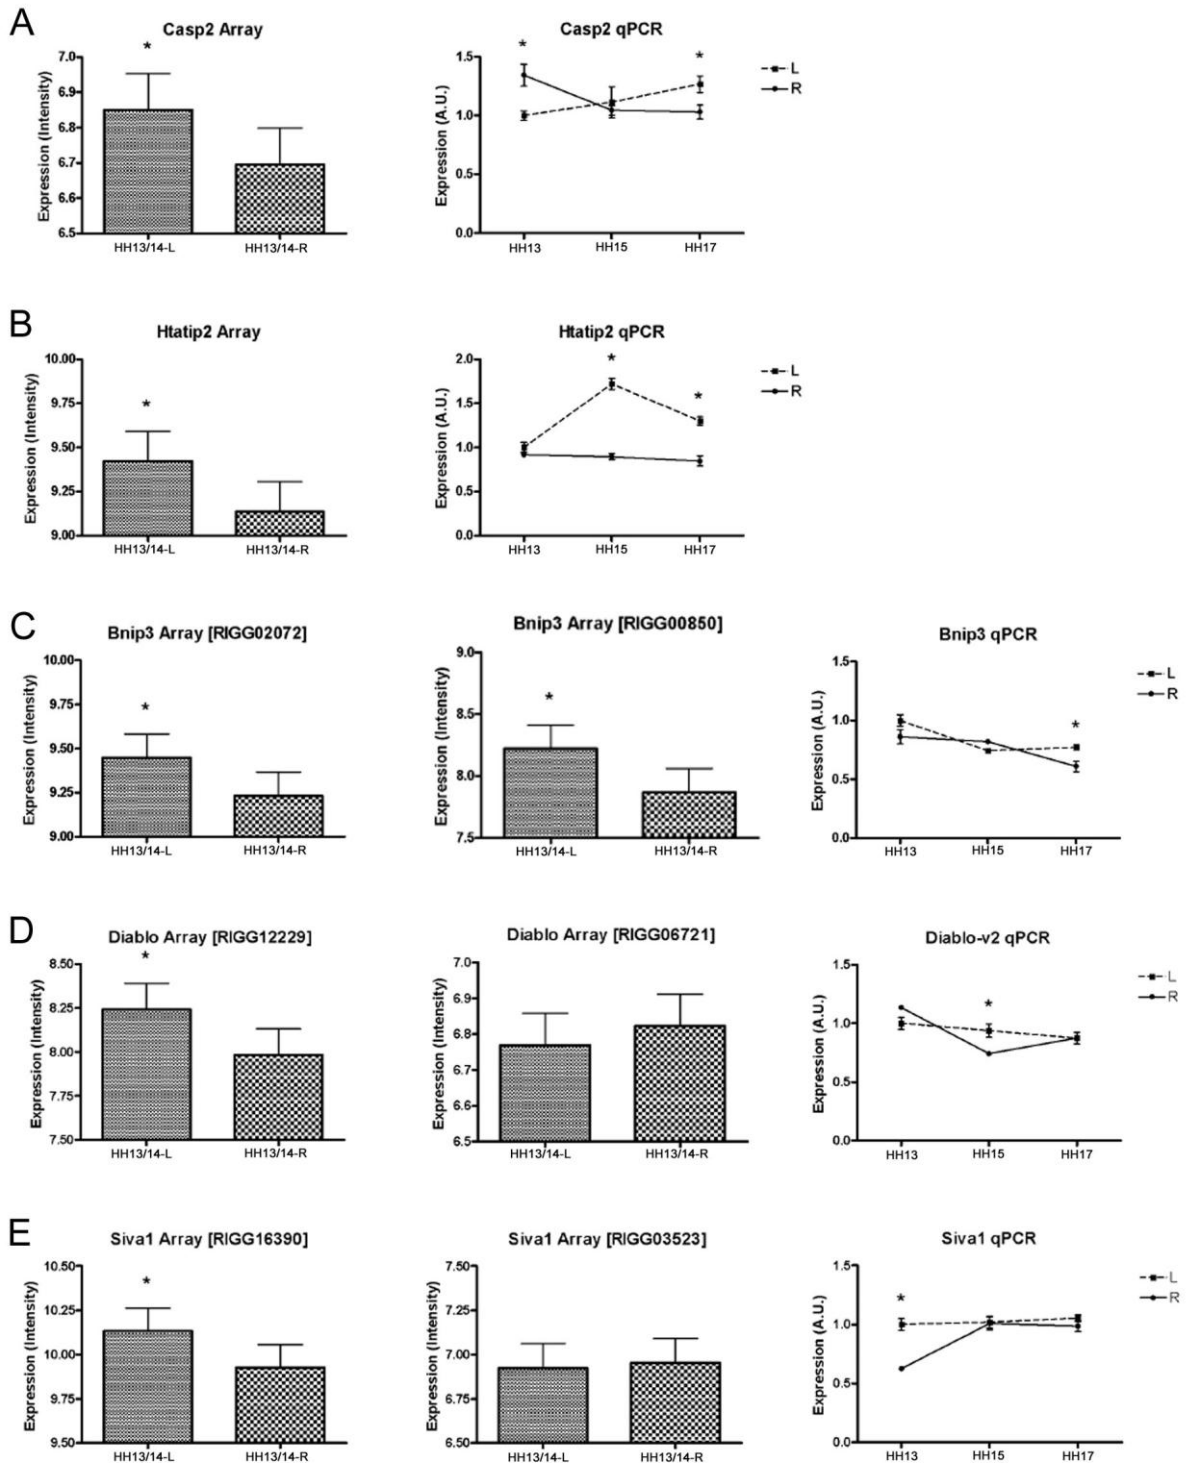 A
Casp2 Array
*
Expression (Intensity)
7.0
6.9
6.8
6.7
6.6
6.5
HH13/14-L HH13/14-R
Casp2 qPCR
* *
Expression (A.U.)
1.5
1.0
0.5
0.0
HH13 HH15 HH17
L
R
B
Htatip2 Array
*
Expression (Intensity)
10.00
9.75
9.50
9.25
9.00
HH13/14-L HH13/14-R
Htatip2 qPCR
* *
Expression (A.U.)
2.0
1.5
1.0
0.5
0.0
HH13 HH15 HH17
L
R
C
Bnip3 Array [RIGG02072]
*
Expression (Intensity)
10.00
9.75
9.50
9.25
9.00
HH13/14-L HH13/14-R
Bnip3 Array [RIGG00850]
*
Expression (Intensity)
9.0
8.5
8.0
7.5
HH13/14-L HH13/14-R
Bnip3 qPCR
*
Expression (A.U.)
1.5
1.0
0.5
0.0
HH13 HH15 HH17
L
R
D
Diablo Array [RIGG12229]
*
Expression (Intensity)
8.50
8.25
8.00
7.75
7.50
HH13/14-L HH13/14-R
Diablo Array [RIGG06721]
Expression (Intensity)
7.0
6.9
6.8
6.7
6.6
6.5
HH13/14-L HH13/14-R
Diablo-v2 qPCR
*
Expression (A.U.)
1.5
1.0
0.5
0.0
HH13 HH15 HH17
L
R
E
Siva1 Array [RIGG16390]
*
Expression (Intensity)
10.50
10.25
10.00
9.75
9.50
HH13/14-L HH13/14-R
Siva1 Array [RIGG03523]
Expression (Intensity)
7.50
7.25
7.00
6.75
6.50
HH13/14-L HH13/14-R
Siva1 qPCR
*
Expression (A.U.)
1.5
1.0
0.5
0.0
HH13 HH15 HH17
L
R